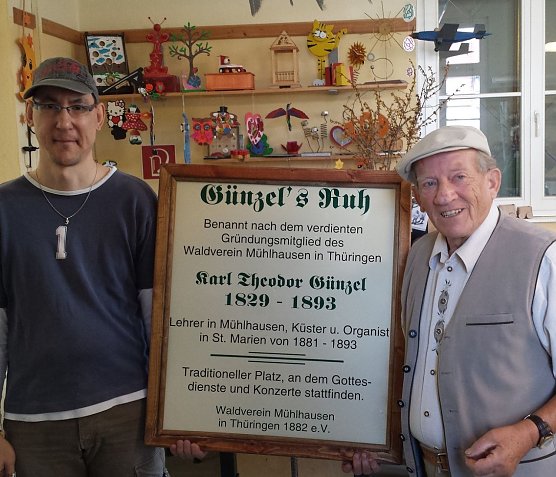 Günzel's Ruh
Benannt nach dem verdienten
Gründungsmitglied des
Waldverein Mühlhausen in Thüringen
Karl Theodor Günzel
1829 - 1893
Lehrer in Mühlhausen, Küster u. Organist
in St. Marien von 1881 - 1893
Traditioneller Platz, an dem Gottes-
dienste und Konzerte stattfinden.
Waldverein Mühlhausen
in Thüringen 1882 e.V.
1